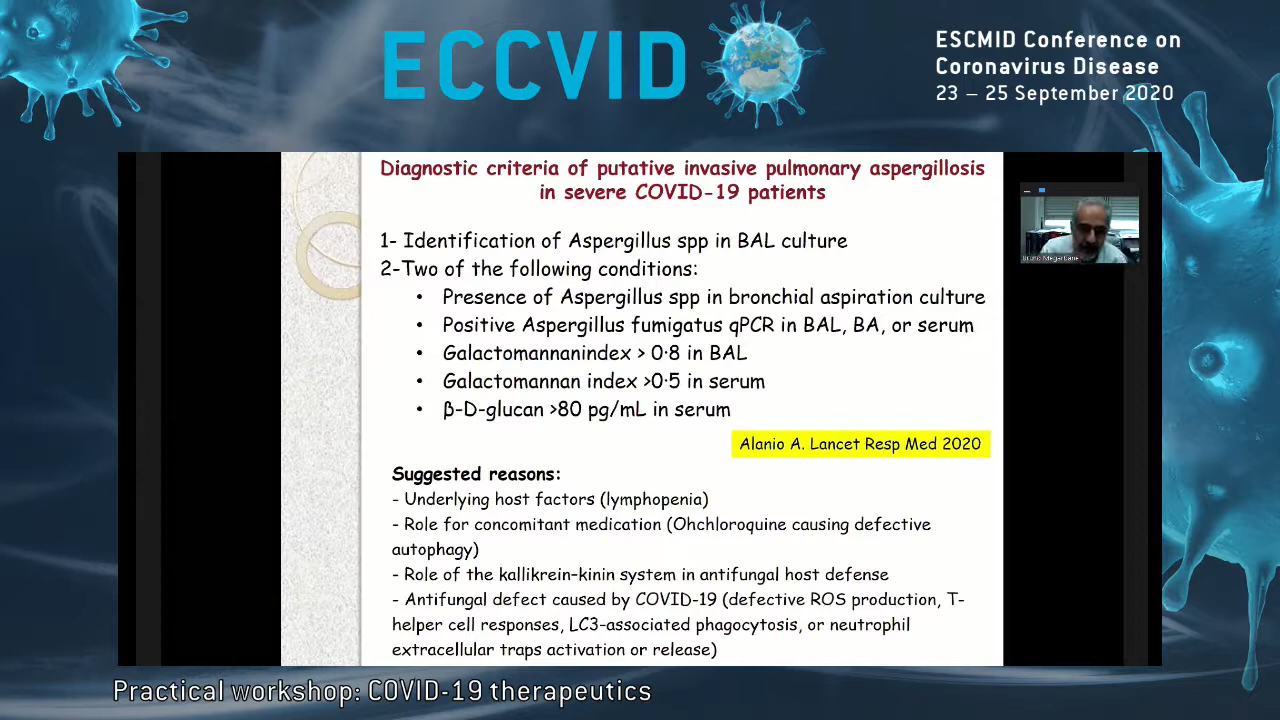 ECCVID
ESCMID Conference on
Coronavirus Disease
23 – 25 September 2020
Diagnostic criteria of putative invasive pulmonary aspergillosis
in severe COVID-19 patients
1- Identification of Aspergillus spp in BAL culture
2-Two of the following conditions:
• Presence of Aspergillus spp in bronchial aspiration culture
• Positive Aspergillus fumigatus qPCR in BAL, BA, or serum
• Galactomannanindex > 0·8 in BAL
• Galactomannan index >0·5 in serum
• β-D-glucan >80 pg/mL in serum
Alanio A. Lancet Resp Med 2020
Suggested reasons:
- Underlying host factors (lymphopenia)
- Role for concomitant medication (Ohchloroquine causing defective
autophagy)
- Role of the kallikrein–kinin system in antifungal host defense
- Antifungal defect caused by COVID-19 (defective ROS production, T-
helper cell responses, LC3-associated phagocytosis, or neutrophil
extracellular traps activation or release)
Bruno Megarbane
Practical workshop: COVID-19 therapeutics